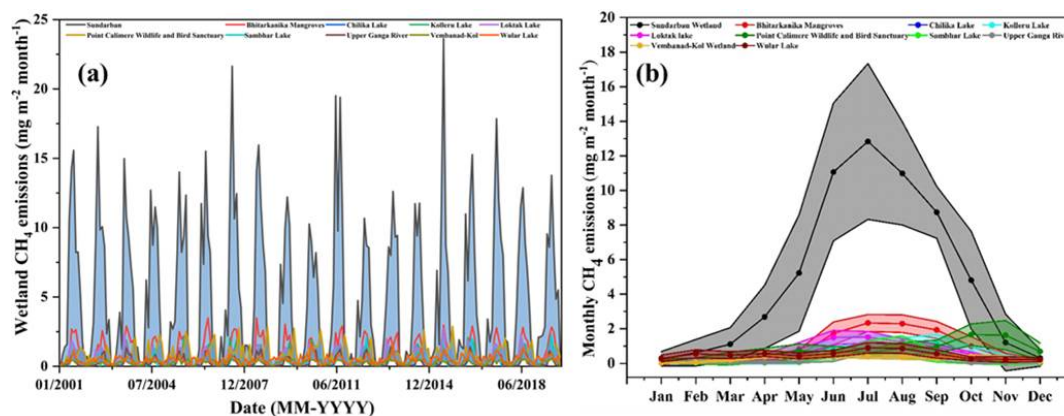 Sundarban Bhitarkanika Mangroves Chilika Lake Kolleru Lake Loktak Lake
Point Calimere Wildlife and Bird Sanctuary Sambhar Lake Upper Ganga River Vembanad-Kol Wular Lake
(a)
Wetland CH4 emissions (mg m-2 month-1)
25
20
15
10
5
0
01/2001 07/2004 12/2007 06/2011 12/2014 06/2018
Date (MM-YYYY)
Sundarban Wetland Bhitarkanika Mangroves Chilika Lake Kolleru Lake
Loktak lake Point Calimere Wildlife and Bird Sanctuary Sambhar Lake Upper Ganga Riv
Vembanad-Kol Wetland Wular Lake
(b)
Monthly CH4 emissions (mg m-2 month-1)
20
18
16
14
12
10
8
6
4
2
0
Jan Feb Mar Apr May Jun Jul Aug Sep Oct Nov Dec